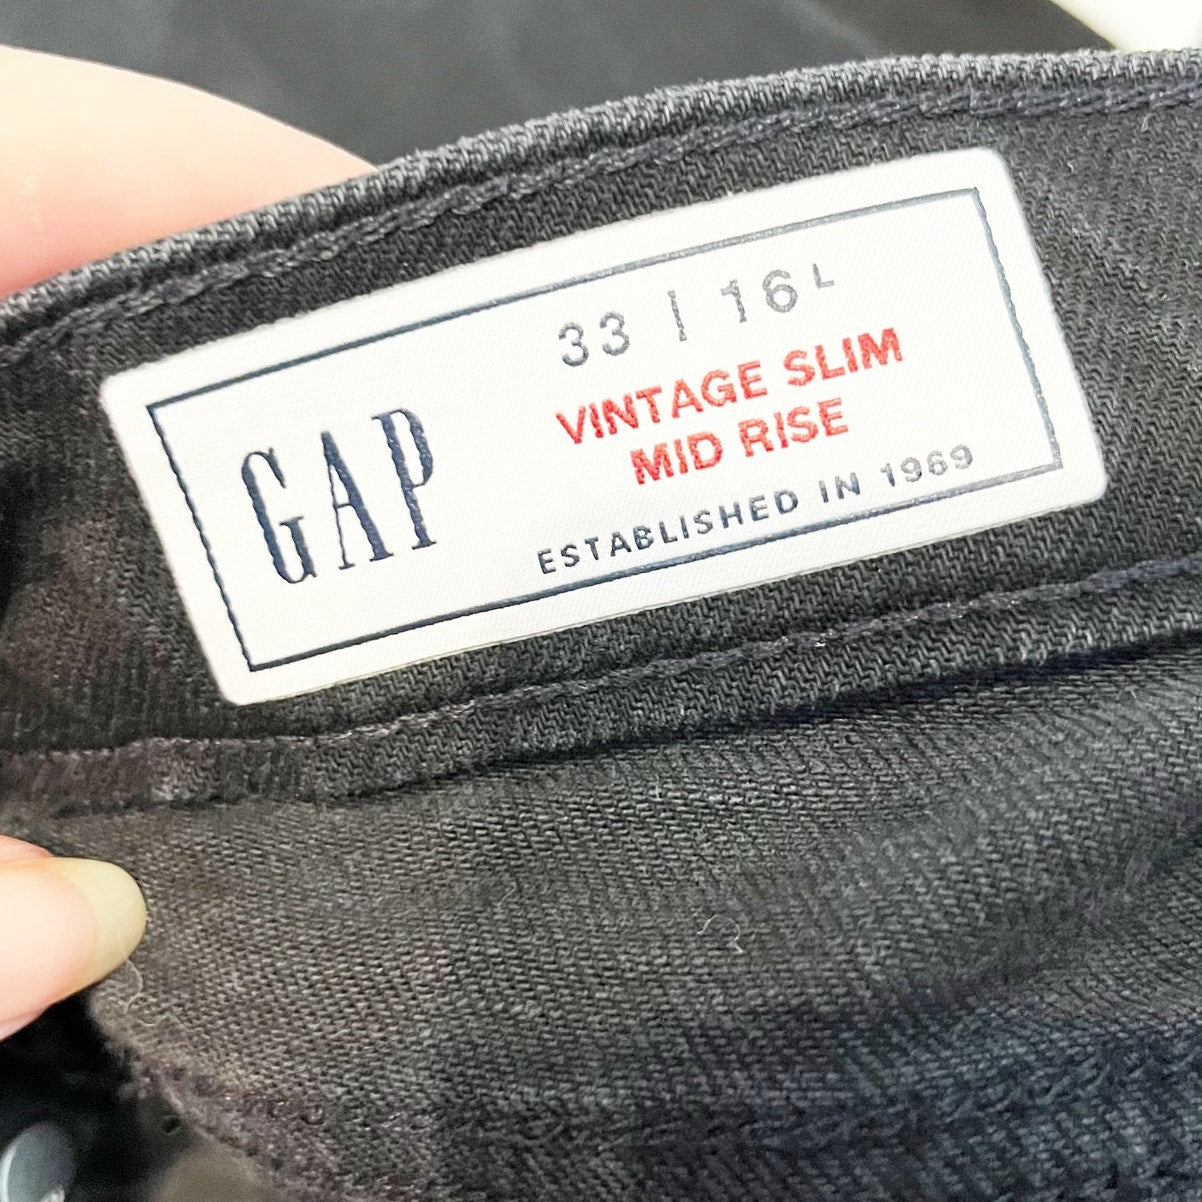 GAP
33 | 16L
VINTAGE SLIM
MID RISE
ESTABLISHED IN 1969